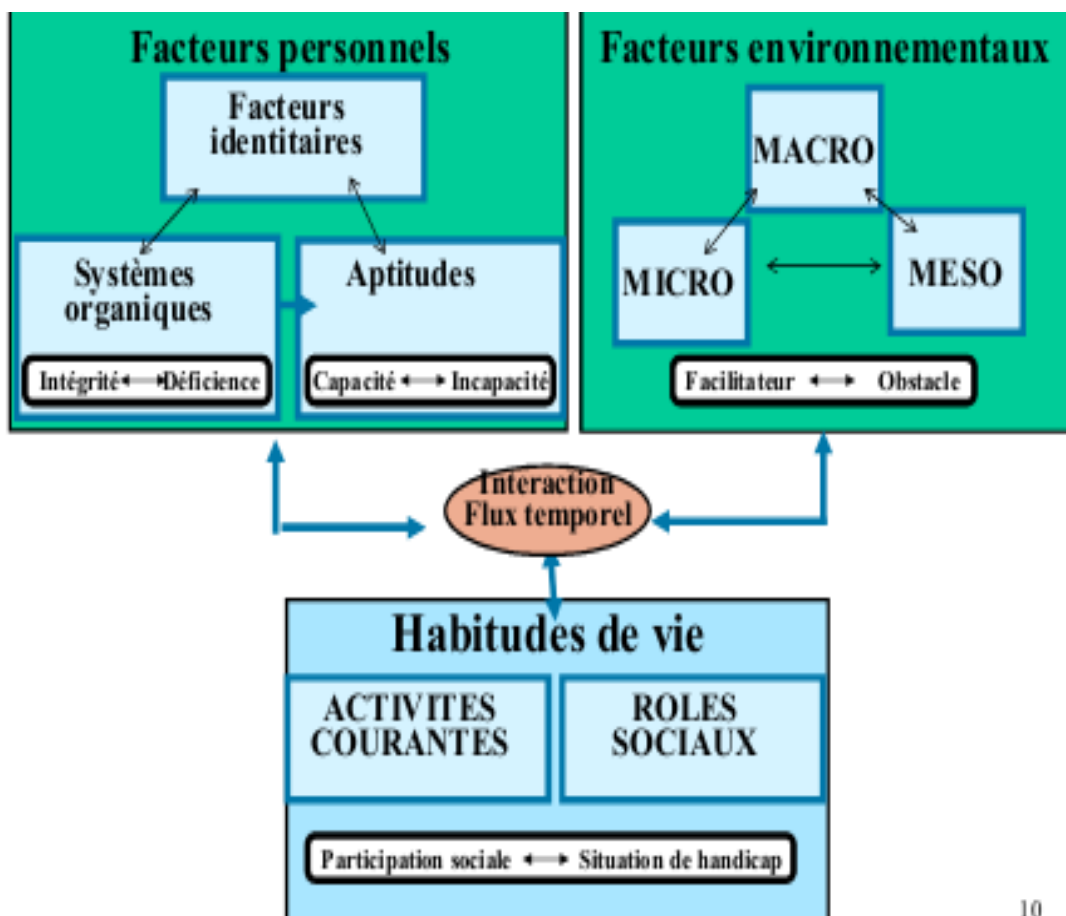 Facteurs personnels
Facteurs
identitaires
Systèmes
organiques
Aptitudes
Intégrité Déficience
Capacité Incapacité
Facteurs environnementaux
MACRO
MICRO
MESO
Facilitateur Obstacle
Interaction
Flux temporel
Habitudes de vie
ACTIVITES
COURANTES
ROLES
SOCIAUX
Participation sociale Situation de handicap
10